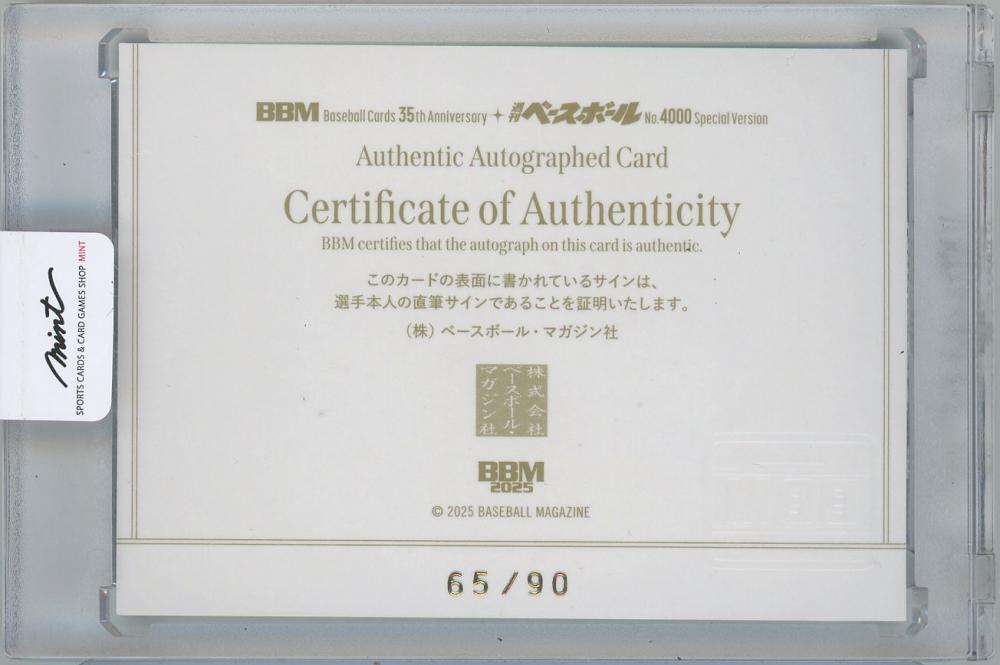 BBM Baseball Cards 35th Anniversary + 週刊ベースボール No.4000 Special Version
Authentic Autographed Card
Certificate of Authenticity
BBM certifies that the autograph on this card is authentic.
このカードの表面に書かれているサインは、
選手本人の直筆サインであることを証明いたします。
(株) ベースボール・マガジン社
株式会社
ベースボール・
マガジン社
BBM
2025
© 2025 BASEBALL MAGAZINE
65/90
mint
SPORTS CARDS & CARD GAMES SHOP MINT